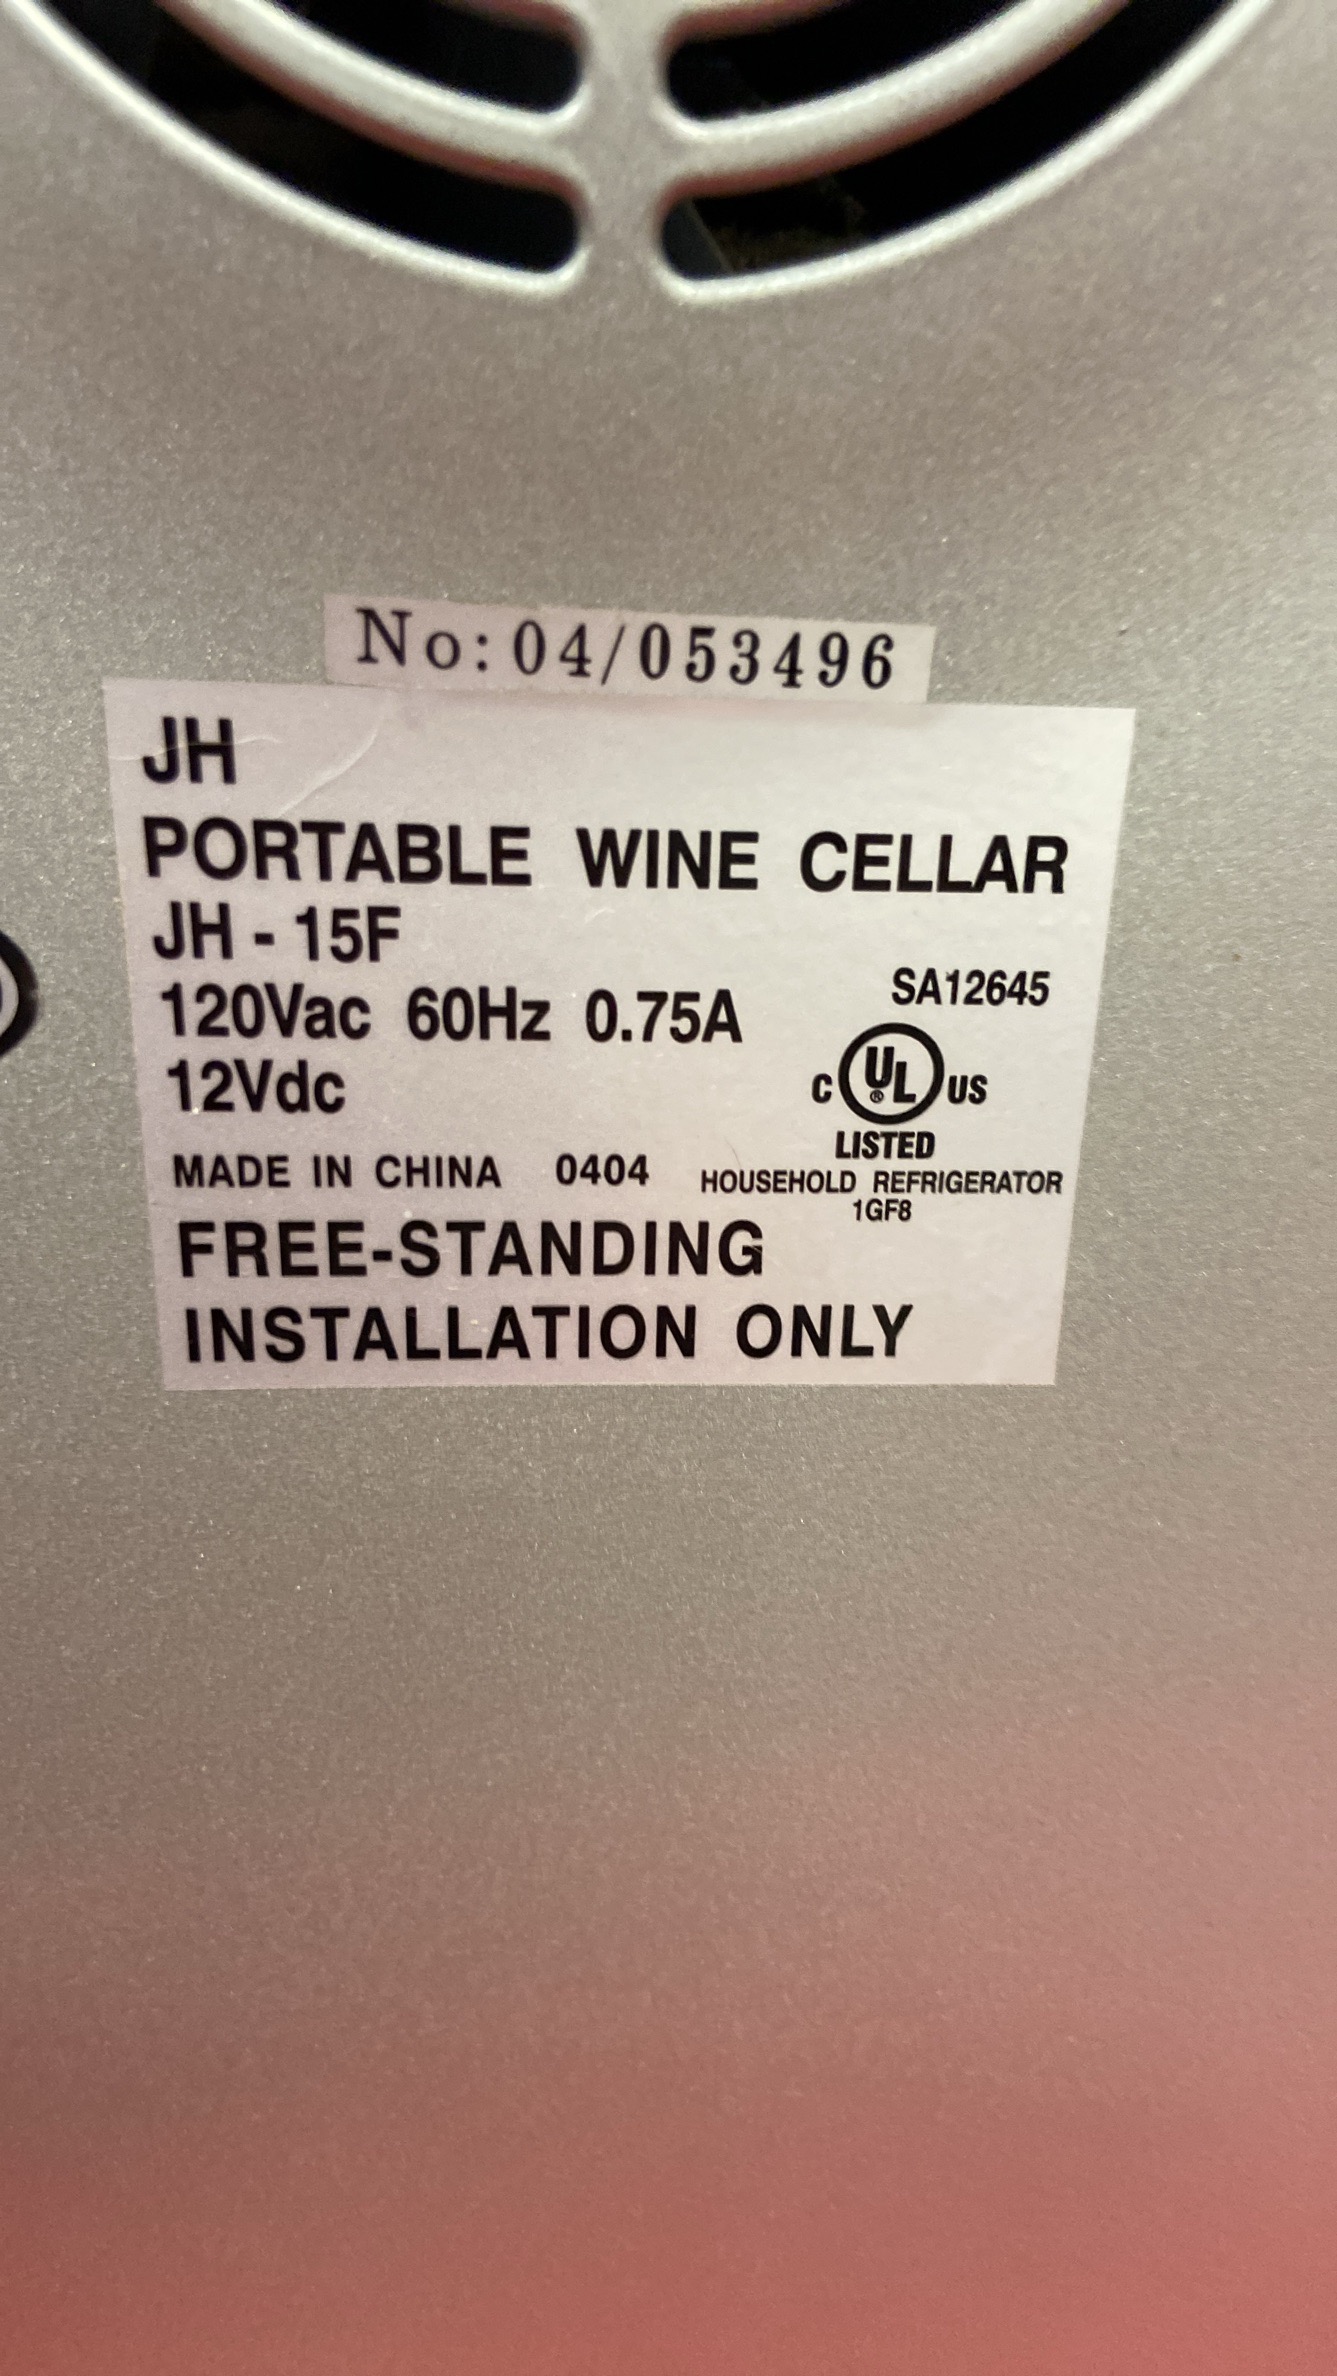 No: 04/053496
JH
PORTABLE WINE CELLAR
JH - 15F
120Vac 60Hz 0.75A
12Vdc
SA12645
C UL® US
LISTED
MADE IN CHINA 0404
HOUSEHOLD REFRIGERATOR
1GF8
FREE-STANDING
INSTALLATION ONLY